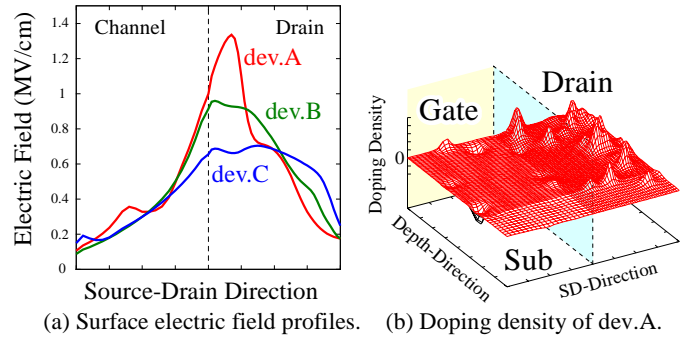 Electric Field (MV/cm)
1.4
1.2
1
0.8
0.6
0.4
0.2
0
Channel
Drain
dev.A
dev.B
dev.C
Source-Drain Direction
(a) Surface electric field profiles.
Doping Density
0
Gate
Drain
Sub
Depth-Direction
SD-Direction
(b) Doping density of dev.A.